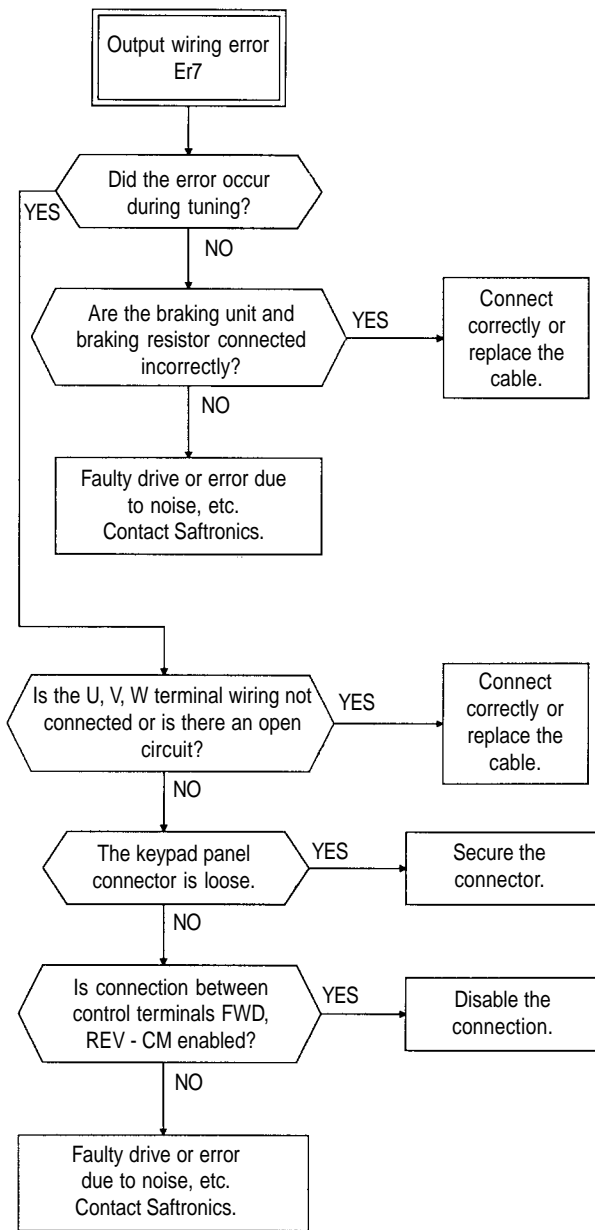 Output wiring error
Er7
Did the error occur
during tuning?
YES
NO
Are the braking unit and
braking resistor connected
incorrectly?
YES
Connect
correctly or
replace the
cable.
NO
Faulty drive or error due
to noise, etc.
Contact Saftronics.
Is the U, V, W terminal wiring not
connected or is there an open
circuit?
YES
Connect
correctly or
replace the
cable.
NO
The keypad panel
connector is loose.
YES
Secure the
connector.
NO
Is connection between
control terminals FWD,
REV - CM enabled?
YES
Disable the
connection.
NO
Faulty drive or error
due to noise, etc.
Contact Saftronics.